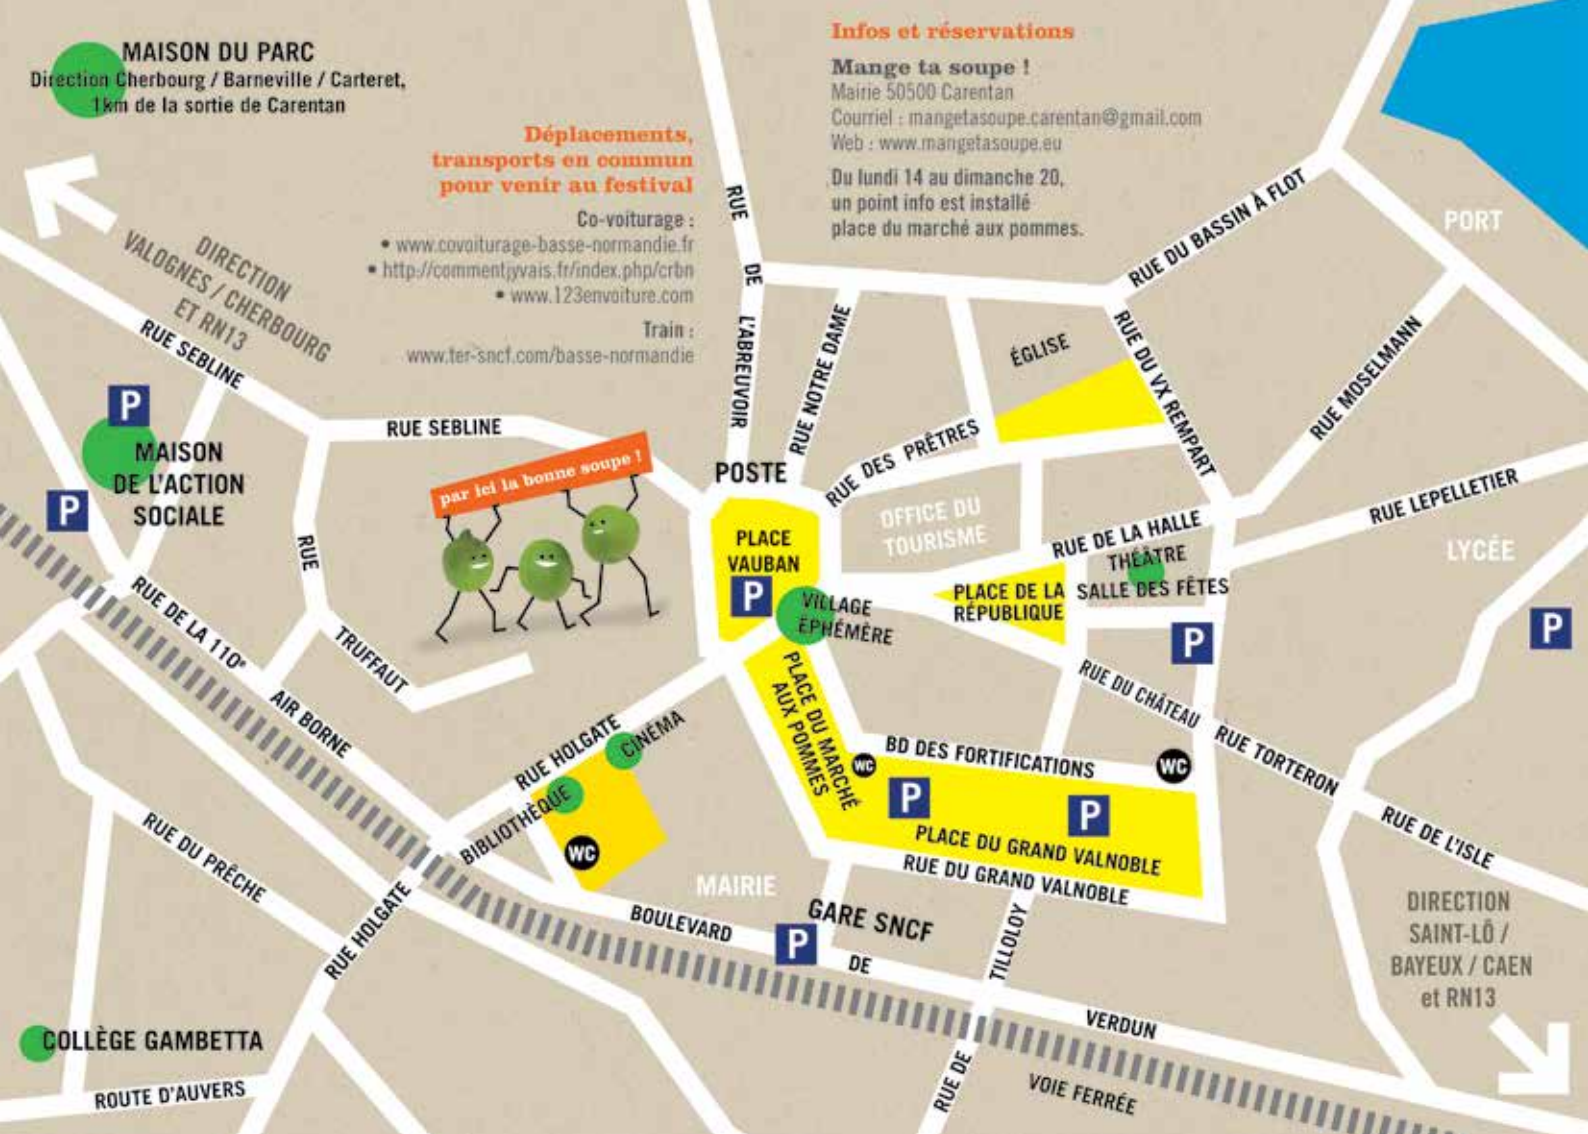 MAISON DU PARC
Direction Cherbourg / Barneville / Carteret,
1km de la sortie de Carentan
Infos et réservations
Mange ta soupe !
Mairie 50500 Carentan
Courriel : mangetasoupe.carentan@gmail.com
Web : www.mangetasoupe.eu
Du lundi 14 au dimanche 20,
un point info est installé
place du marché aux pommes.
Déplacements,
transports en commun
pour venir au festival
Co-voiturage :
• www.covoiturage-basse-normandie.fr
• http://commentjyvais.fr/index.php/crbn
• www.123envoiture.com
Train :
www.ter-sncf.com/basse-normandie
DIRECTION
VALOGNES / CHERBOURG
ET RN13
RUE SEBLINE
RUE SEBLINE
RUE DE L'ABREUVOIR
RUE NOTRE DAME
RUE DES PRÊTRES
ÉGLISE
RUE DU VX REMPART
RUE DU BASSIN À FLOT
PORT
RUE MOSELMANN
RUE LEPELLETIER
LYCÉE
P
P
P
MAISON
DE L'ACTION
SOCIALE
P
par ici la bonne soupe !
POSTE
PLACE
VAUBAN
P
VILLAGE
ÉPHÉMÈRE
OFFICE DU
TOURISME
RUE DE LA HALLE
THÉÂTRE
SALLE DES FÊTES
PLACE DE LA
RÉPUBLIQUE
RUE TRUFFAUT
RUE DE LA 110e AIR BORNE
PLACE DU MARCHÉ
AUX POMMES
RUE DU CHÂTEAU
RUE TORTERON
RUE DE L'ISLE
BD DES FORTIFICATIONS
WC
WC
P
P
PLACE DU GRAND VALNOBLE
RUE DU GRAND VALNOBLE
RUE HOLGATE
CINÉMA
BIBLIOTHÈQUE
WC
MAIRIE
GARE SNCF
P
BOULEVARD DE VERDUN
RUE DE TILLOLOY
RUE DU PRÊCHE
RUE HOLGATE
COLLÈGE GAMBETTA
ROUTE D'AUVERS
VOIE FERRÉE
DIRECTION
SAINT-LÔ /
BAYEUX / CAEN
et RN13